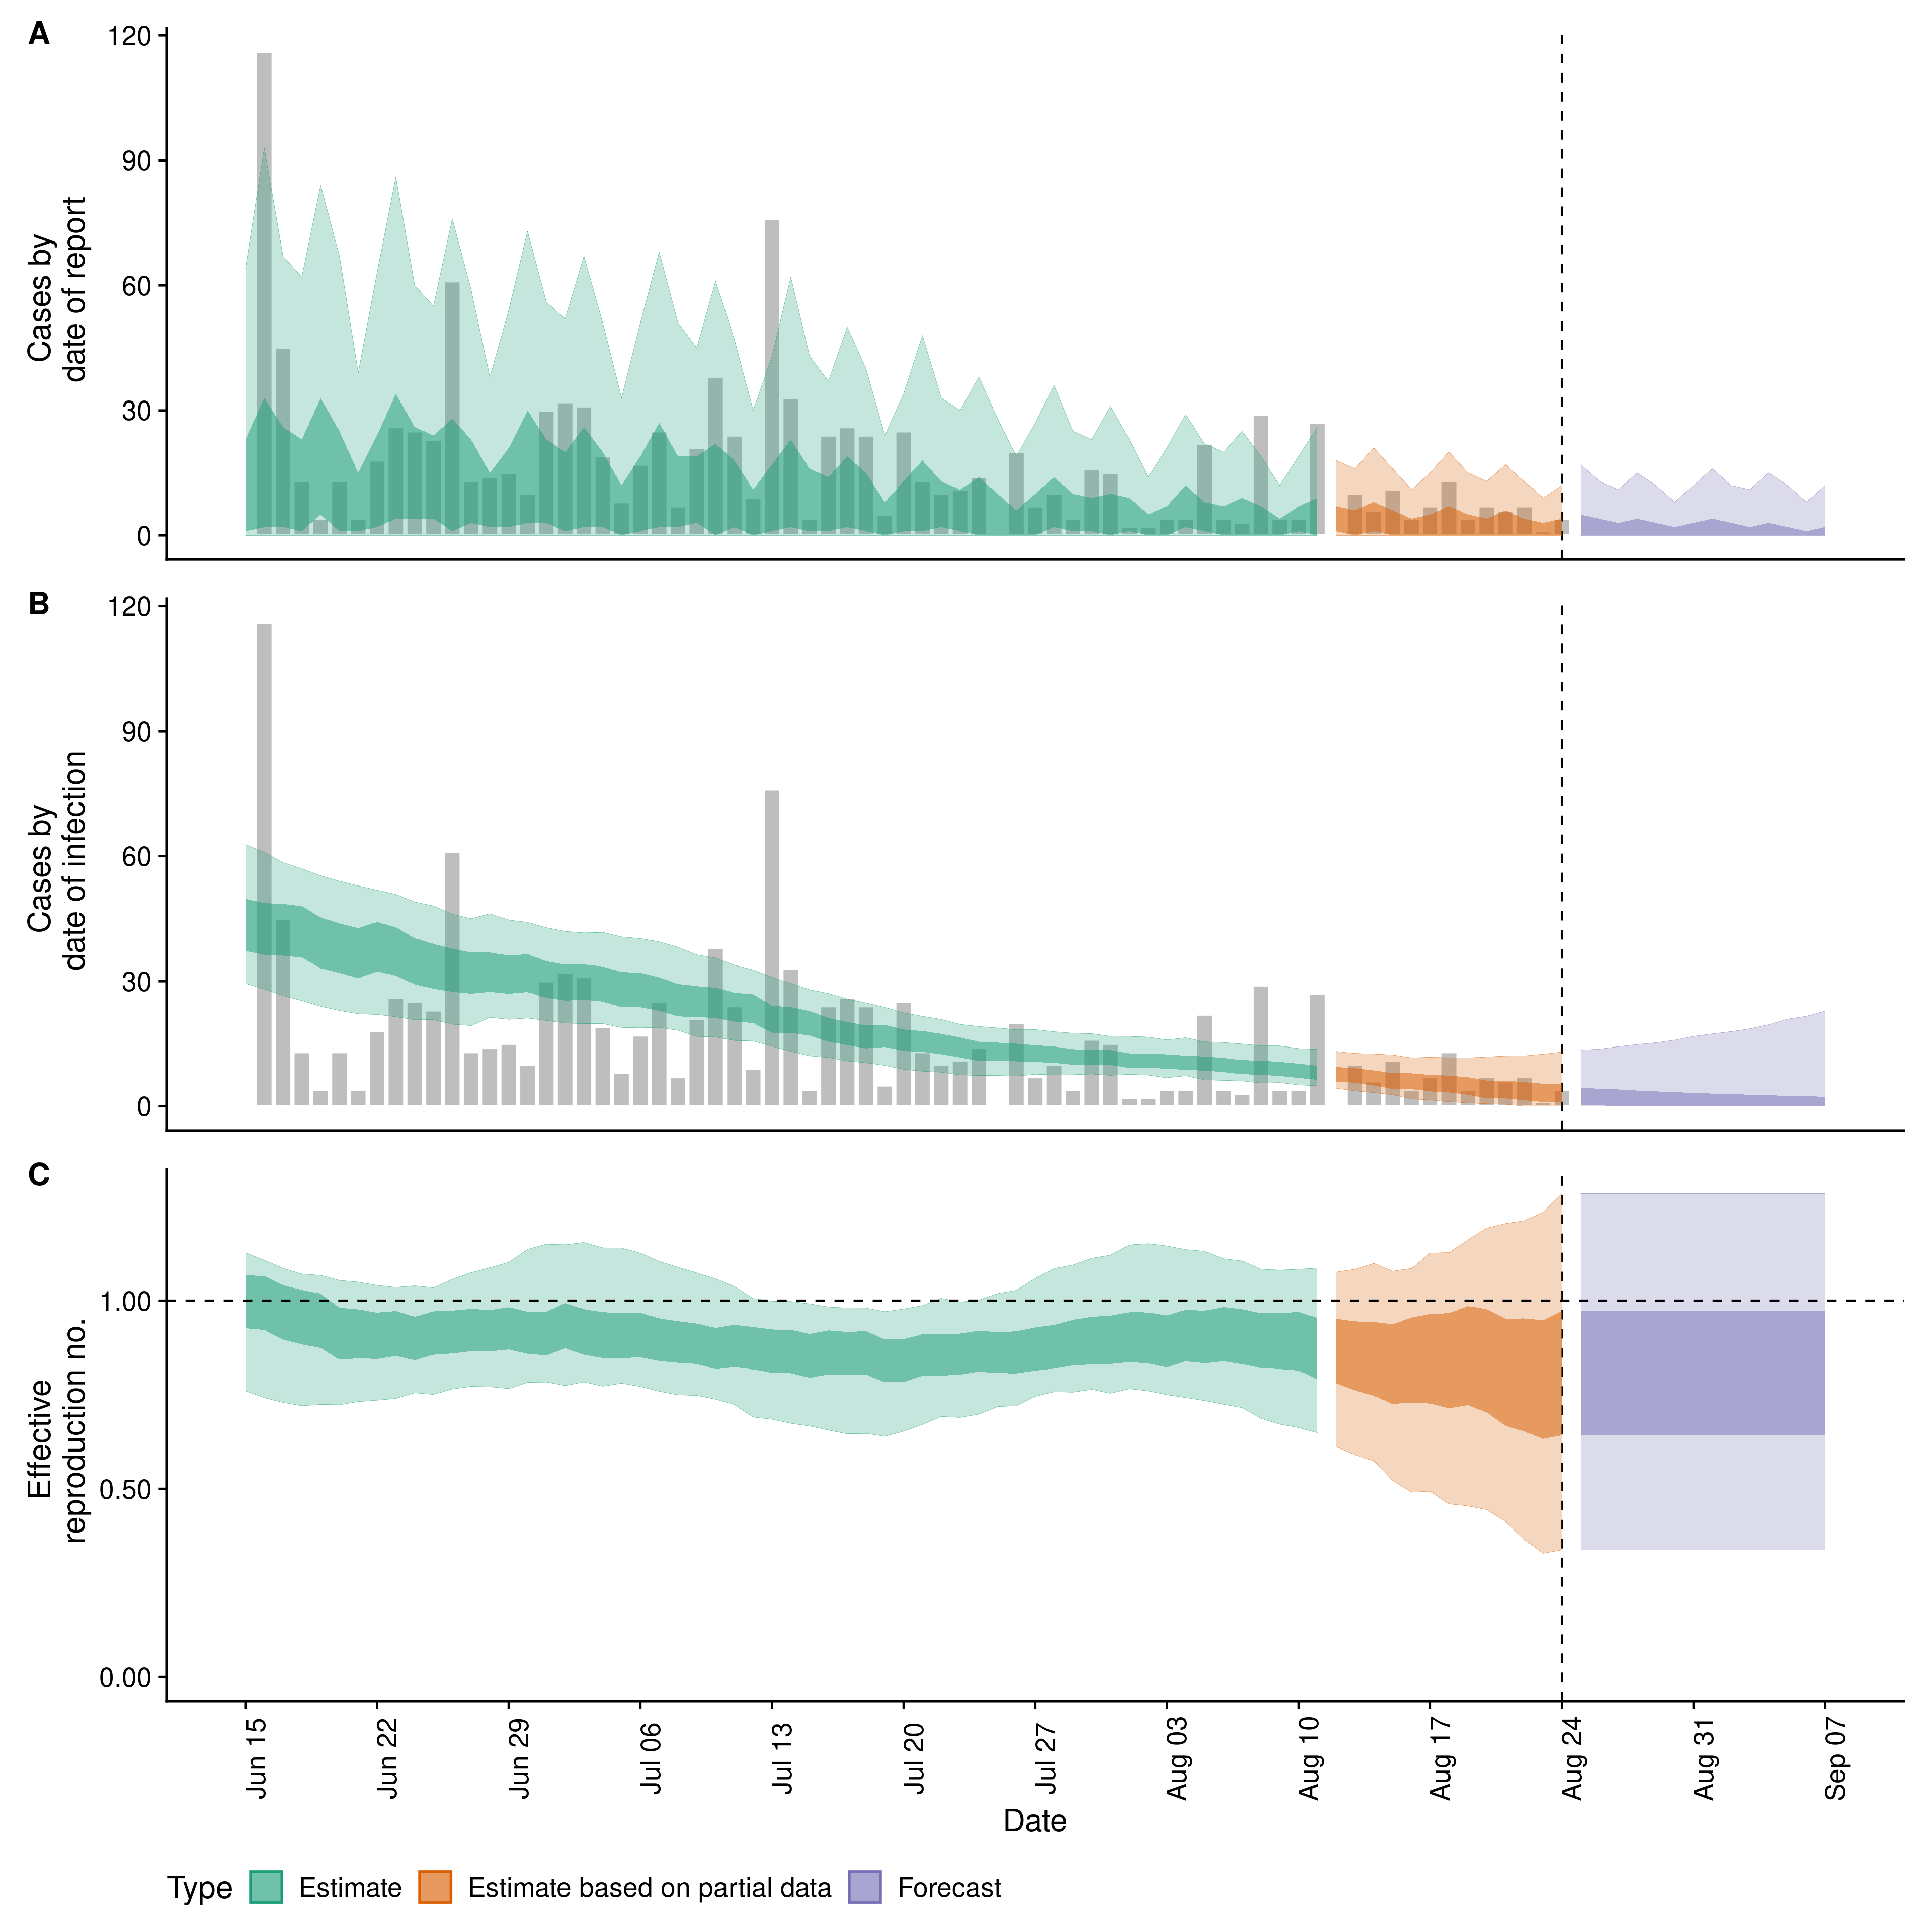 A
120
90
60
30
0
Cases by
date of report
B
120
90
60
30
0
Cases by
date of infection
C
1.00
0.50
0.00
Effective
reproduction no.
Jun 15
Jun 22
Jun 29
Jul 06
Jul 13
Jul 20
Jul 27
Aug 03
Aug 10
Aug 17
Aug 24
Aug 31
Sep 07
Date
Type Estimate Estimate based on partial data Forecast